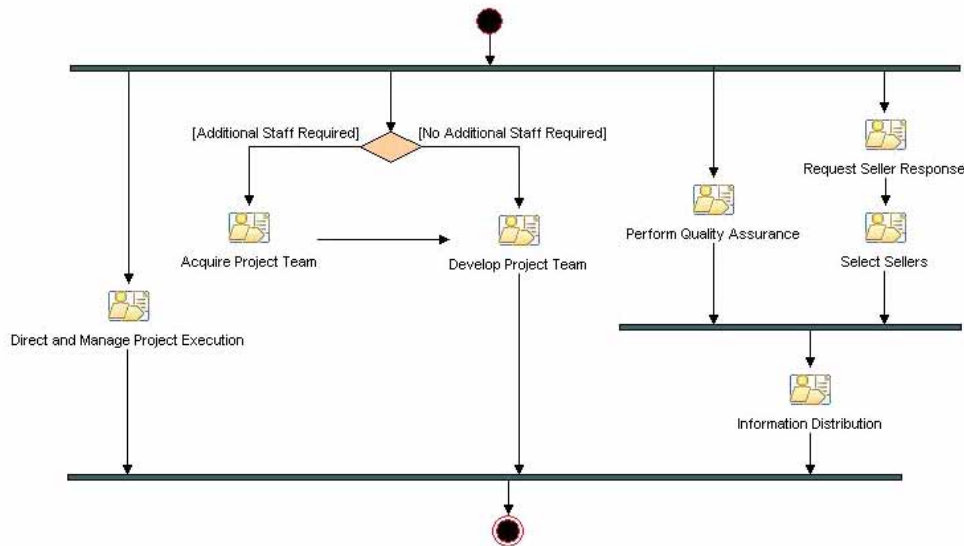 [Additional Staff Required]
[No Additional Staff Required]
Request Seller Response
Acquire Project Team
Develop Project Team
Perform Quality Assurance
Select Sellers
Direct and Manage Project Execution
Information Distribution